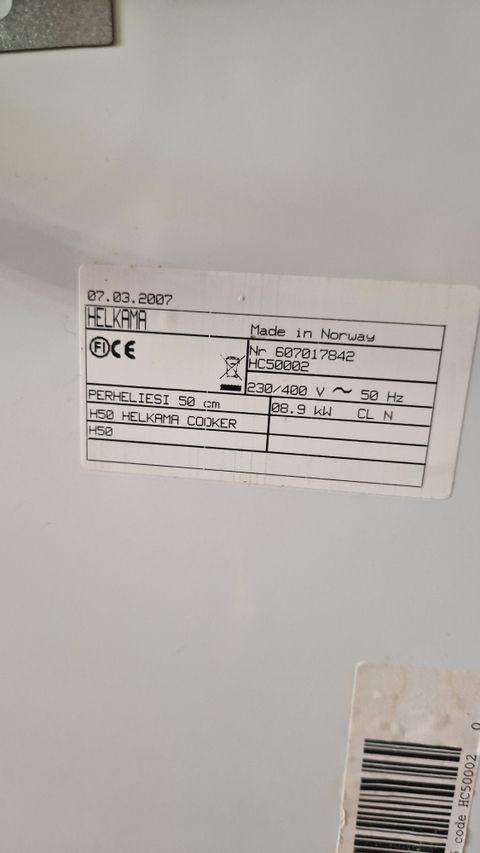 07.03.2007
HELKAMA
Made in Norway
FI CE
Nr 607017842
HC50002
230/400 V ~ 50 Hz
PERHELIESI 50 cm
08.9 kW CL N
H50 HELKAMA COOKER
H50
code HC50002 0